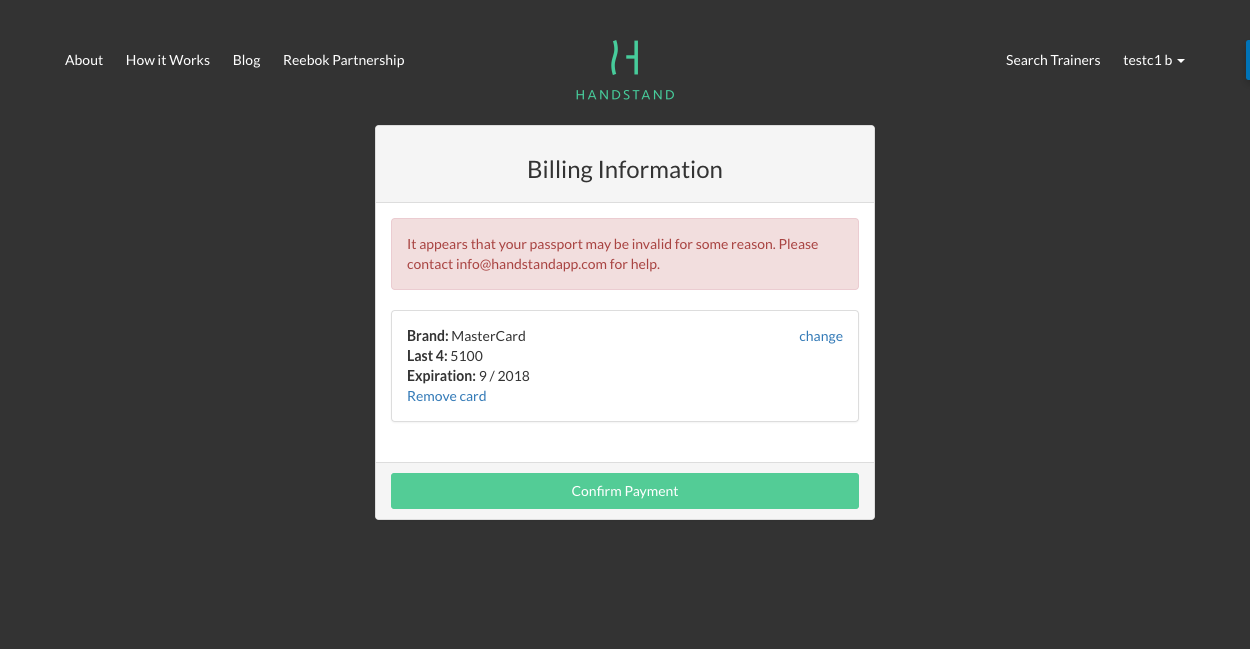 About How it Works Blog Reebok Partnership
HANDSTAND
Search Trainers testc1 b
Billing Information
It appears that your passport may be invalid for some reason. Please
contact info@handstandapp.com for help.
Brand: MasterCard change
Last 4: 5100
Expiration: 9 / 2018
Remove card
Confirm Payment